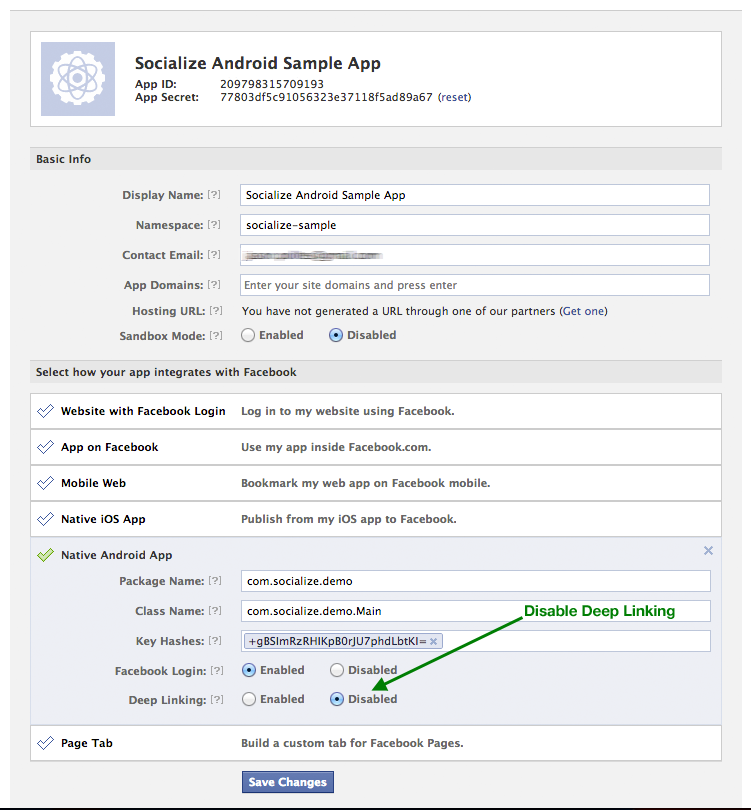 Socialize Android Sample App
App ID: 209798315709193
App Secret: 77803df5c91056323e37118f5ad89a67 (reset)
Basic Info
Display Name: [?] Socialize Android Sample App
Namespace: [?] socialize-sample
Contact Email: [?]
App Domains: [?] Enter your site domains and press enter
Hosting URL: [?] You have not generated a URL through one of our partners (Get one)
Sandbox Mode: [?] Enabled Disabled
Select how your app integrates with Facebook
Website with Facebook Login Log in to my website using Facebook.
App on Facebook Use my app inside Facebook.com.
Mobile Web Bookmark my web app on Facebook mobile.
Native iOS App Publish from my iOS app to Facebook.
Native Android App
Package Name: [?] com.socialize.demo
Class Name: [?] com.socialize.demo.Main
Disable Deep Linking
Key Hashes: [?] +gBSImRzRHIKpB0rJU7phdLbtKI=
Facebook Login: [?] Enabled Disabled
Deep Linking: [?] Enabled Disabled
Page Tab Build a custom tab for Facebook Pages.
Save Changes